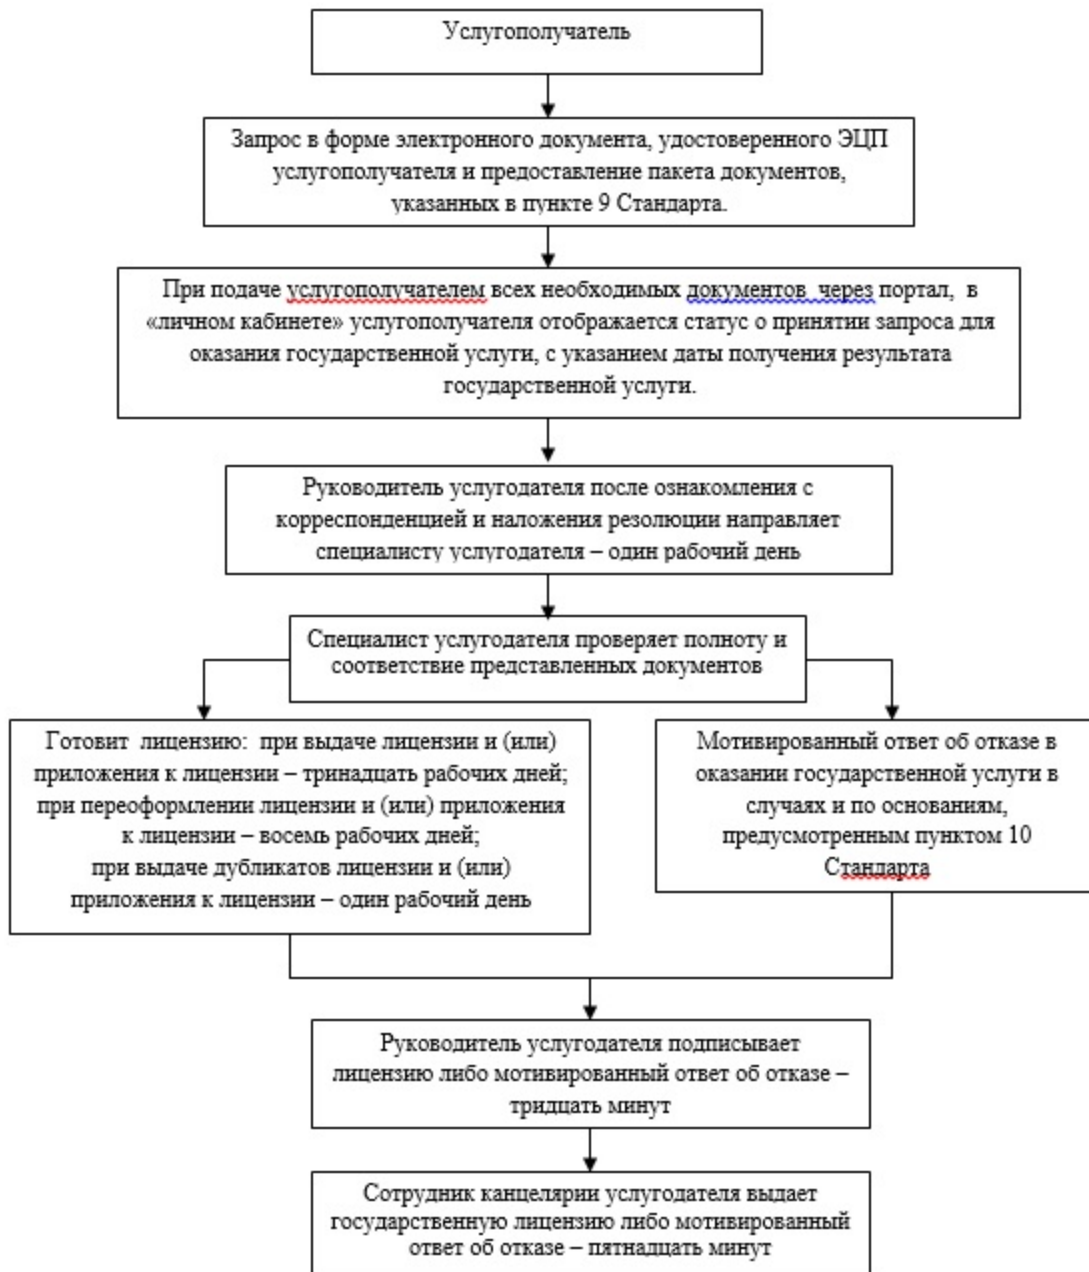 Услугополучатель
Запрос в форме электронного документа, удостоверенного ЭЦП
услугополучателя и предоставление пакета документов,
указанных в пункте 9 Стандарта.
При подаче услугополучателем всех необходимых документов через портал, в
«личном кабинете» услугополучателя отображается статус о принятии запроса для
оказания государственной услуги, с указанием даты получения результата
государственной услуги.
Руководитель услугодателя после ознакомления с
корреспонденцией и наложения резолюции направляет
специалисту услугодателя – один рабочий день
Специалист услугодателя проверяет полноту и
соответствие представленных документов
Готовит лицензию: при выдаче лицензии и (или)
приложения к лицензии – тринадцать рабочих дней;
при переоформлении лицензии и (или) приложения
к лицензии – восемь рабочих дней;
при выдаче дубликатов лицензии и (или)
приложения к лицензии – один рабочий день
Мотивированный ответ об отказе в
оказании государственной услуги в
случаях и по основаниям,
предусмотренным пунктом 10
Стандарта
Руководитель услугодателя подписывает
лицензию либо мотивированный ответ об отказе –
тридцать минут
Сотрудник канцелярии услугодателя выдает
государственную лицензию либо мотивированный
ответ об отказе – пятнадцать минут